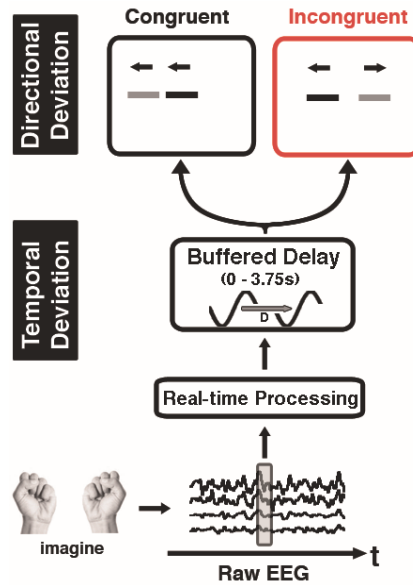 Directional
Deviation
Congruent
Incongruent
Temporal
Deviation
Buffered Delay
(0 - 3.75s)
D
Real-time Processing
imagine
t
Raw EEG